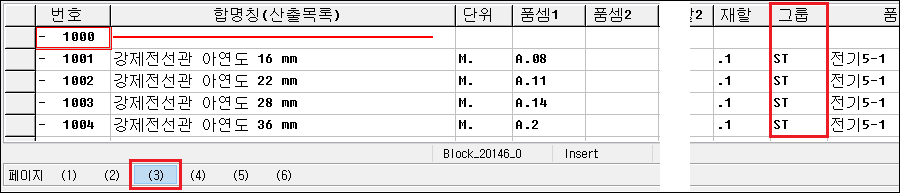 번호 합명칭(산출목록) 단위 품셈1 품셈2 할2 재할 그룹 품
- 1000
- 1001 강제전선관 아연도 16 mm M. A.08 .1 ST 전기5-1
- 1002 강제전선관 아연도 22 mm M. A.11 .1 ST 전기5-1
- 1003 강제전선관 아연도 28 mm M. A.14 .1 ST 전기5-1
- 1004 강제전선관 아연도 36 mm M. A.2 .1 ST 전기5-1
Block_20146_0 Insert
페이지 (1) (2) (3) (4) (5) (6)